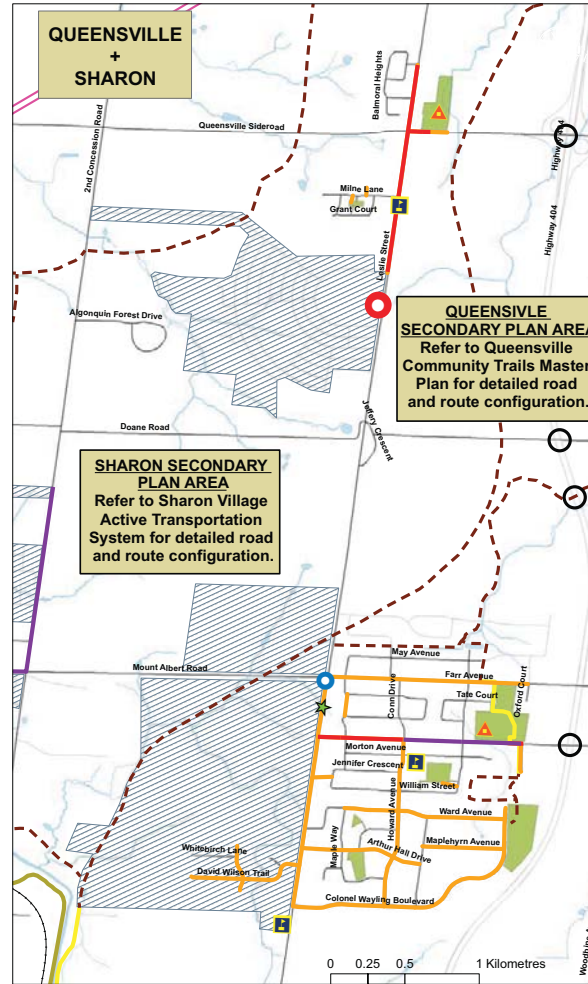 QUEENSVILLE
+
SHARON
Balmoral Heights
2nd Concession Road
Queensville Sideroad
Highway 404
Milne Lane
Grant Court
Highway 404
Leslie Street
QUEENSIVLE
SECONDARY PLAN AREA
Refer to Queensville
Community Trails Master
Plan for detailed road
and route configuration.
Algonquin Forest Drive
Jeffery Crescent
Doane Road
SHARON SECONDARY
PLAN AREA
Refer to Sharon Village
Active Transportation
System for detailed road
and route configuration.
May Avenue
Mount Albert Road
Farr Avenue
Tate Court
Oxford Court
Conn Drive
Morton Avenue
Jennifer Crescent
William Street
Howard Avenue
Ward Avenue
Maple Way
Maplehyrn Avenue
Whitebirch Lane
Arthur Hall Drive
David Wilson Trail
Colonel Wayling Boulevard
Woodbine A
0 0.25 0.5 1 Kilometres